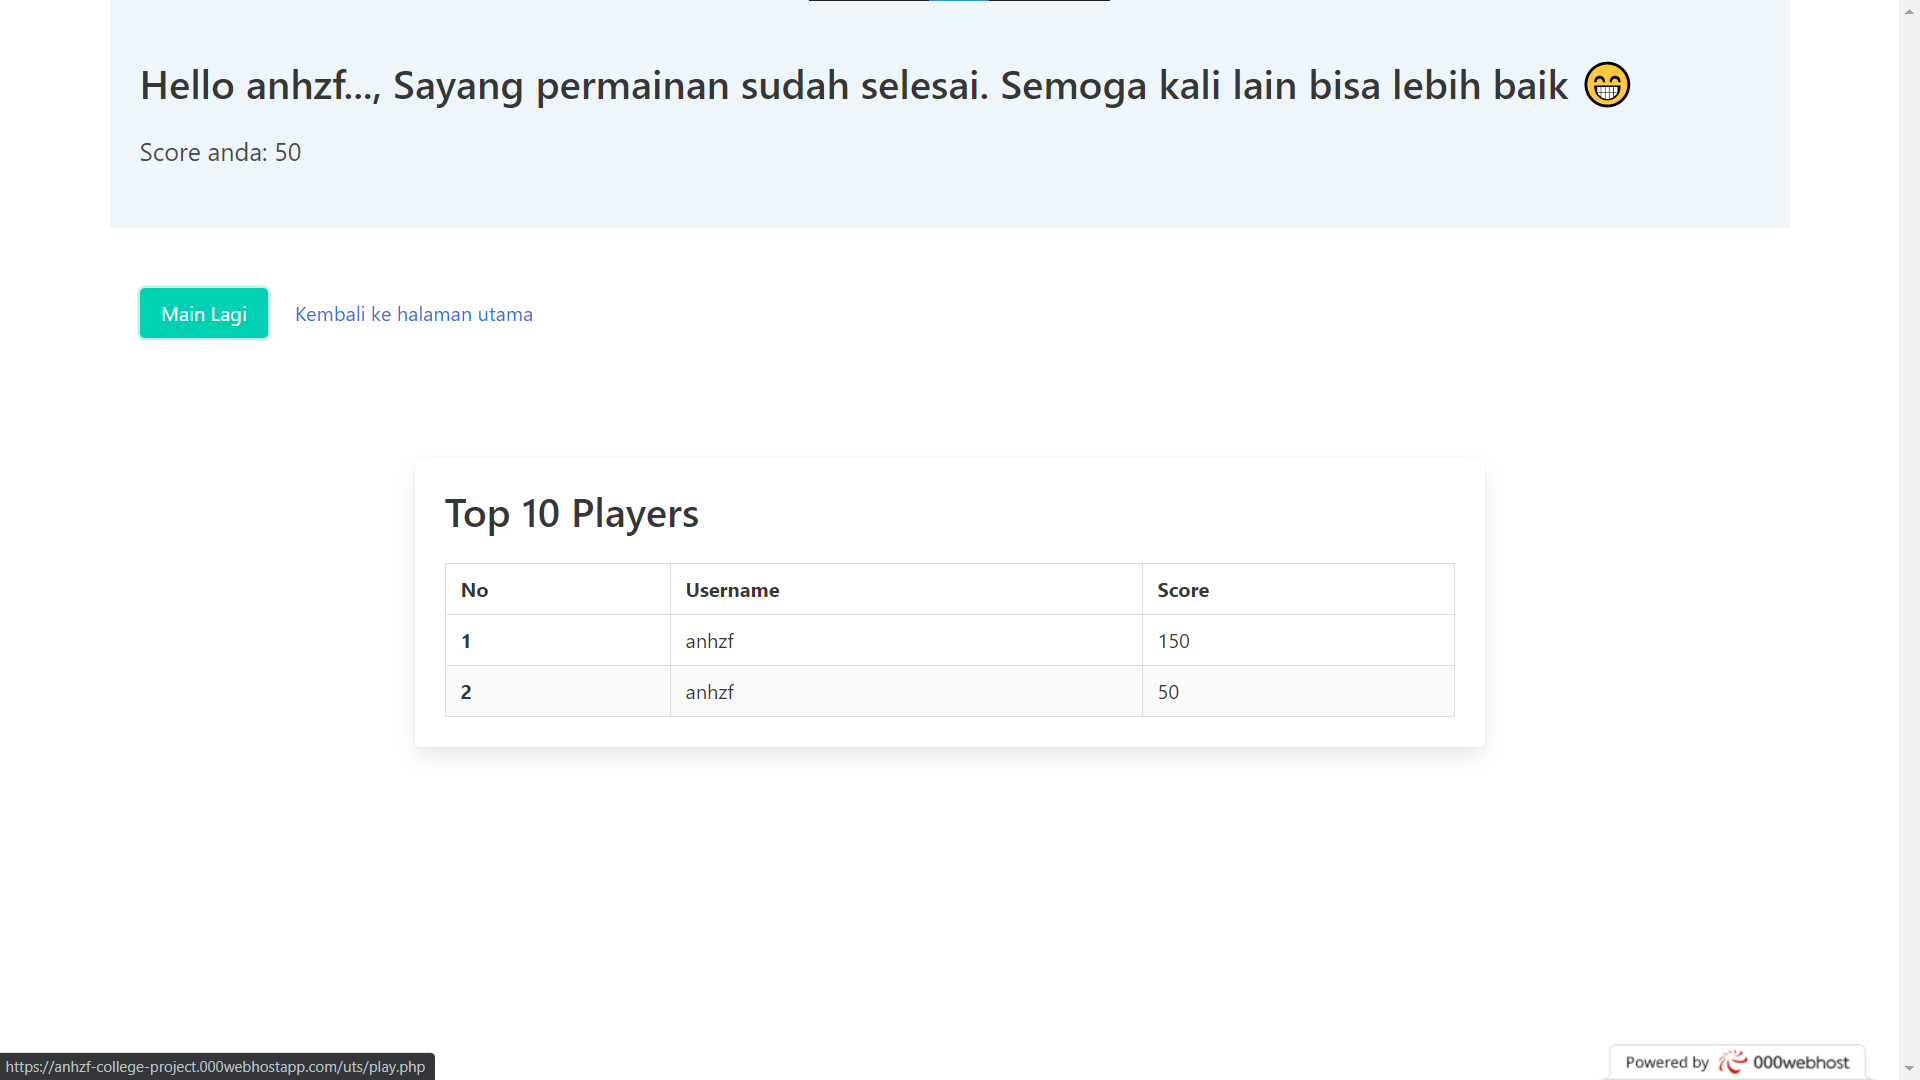 Hello anhzf..., Sayang permainan sudah selesai. Semoga kali lain bisa lebih baik 😁
Score anda: 50
Main Lagi Kembali ke halaman utama
Top 10 Players
No Username Score
1 anhzf 150
2 anhzf 50
https://anhzf-college-project.000webhostapp.com/uts/play.php
Powered by 000webhost